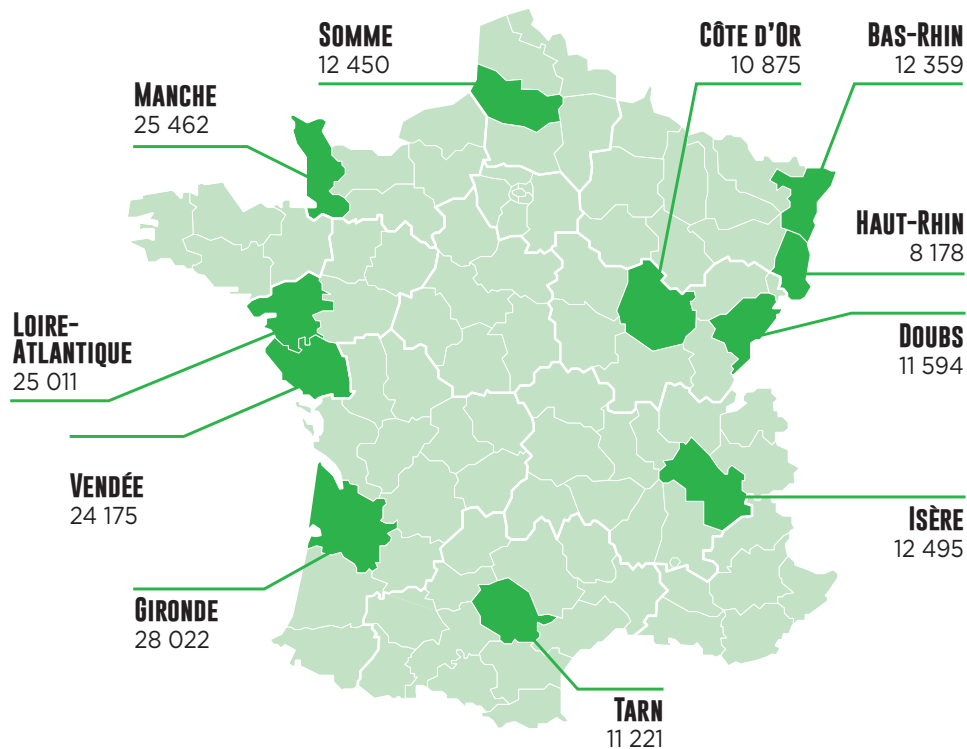 SOMME
12 450
CÔTE D'OR
10 875
BAS-RHIN
12 359
MANCHE
25 462
HAUT-RHIN
8 178
LOIRE-
ATLANTIQUE
25 011
DOUBS
11 594
VENDÉE
24 175
ISÈRE
12 495
GIRONDE
28 022
TARN
11 221